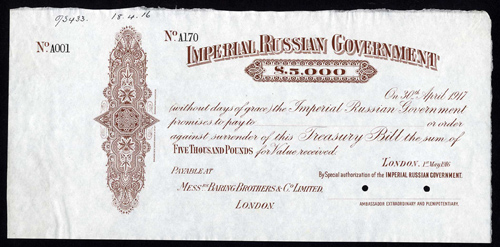 9/3433. 18.4.16
No A001
No A170
IMPERIAL RUSSIAN GOVERNMENT
£.5,000
On 30th April 1917
(without days of grace) the Imperial Russian Government
promises to pay to or order
against surrender of this Treasury Bill the sum of
FIVE THOUSAND POUNDS for Value received.
LONDON, 1st May 1916
PAYABLE AT
By Special authorization of the IMPERIAL RUSSIAN GOVERNMENT.
MESSRS BARING BROTHERS & CO LIMITED,
LONDON.
AMBASSADOR EXTRAORDINARY AND PLENIPOTENTIARY.